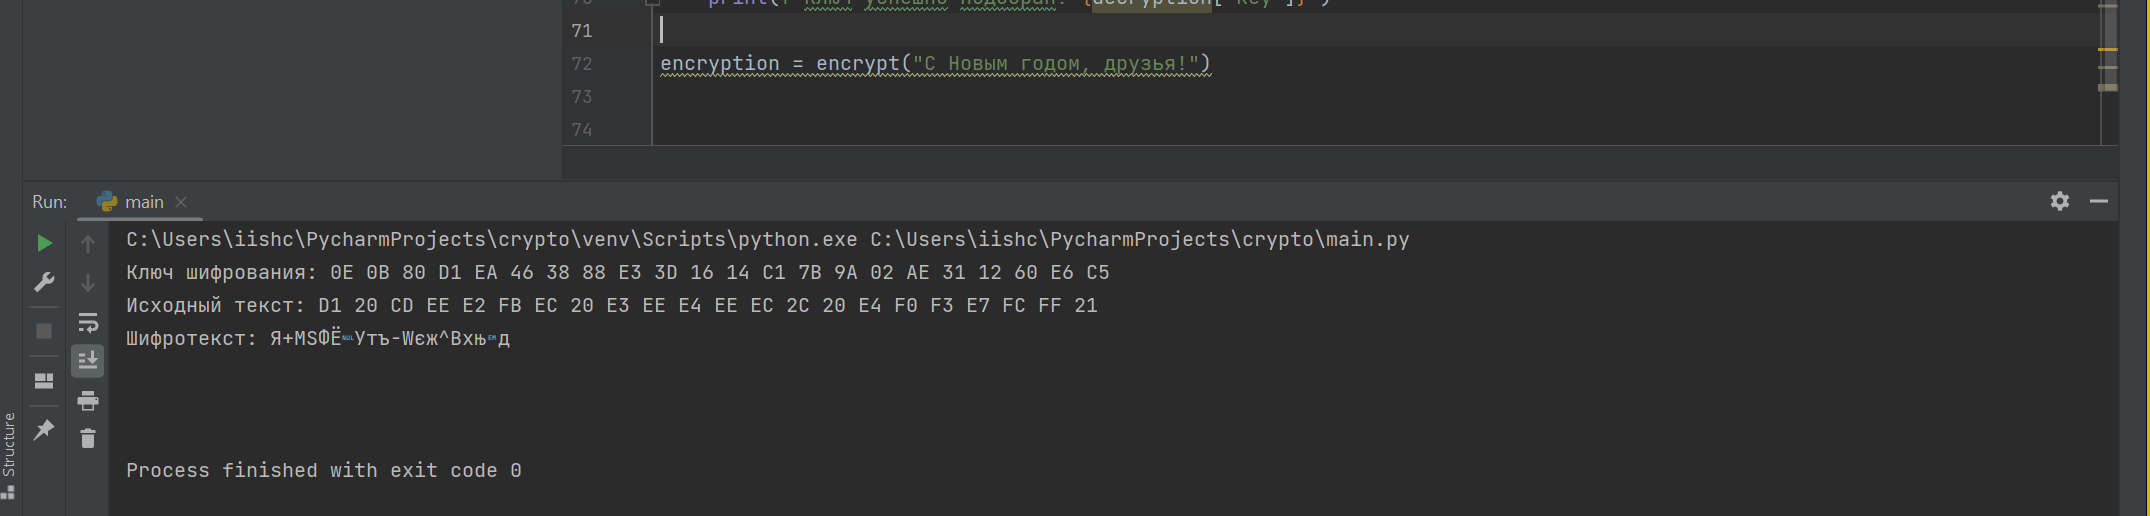 71
72 encryption = encrypt("С Новым годом, друзья!")
73
74
Run: main
C:\Users\iishc\PycharmProjects\crypto\venv\Scripts\python.exe C:\Users\iishc\PycharmProjects\crypto\main.py
Ключ шифрования: 0E 0B 80 D1 EA 46 38 88 E3 3D 16 14 C1 7B 9A 02 AE 31 12 60 E6 C5
Исходный текст: D1 20 CD EE E2 FB EC 20 E3 EE E4 EE EC 2C 20 E4 F0 F3 E7 FC FF 21
Шифротекст: Я+МЅФЁNULУтъ-Wєж^ВхњEMд
Process finished with exit code 0
Structure